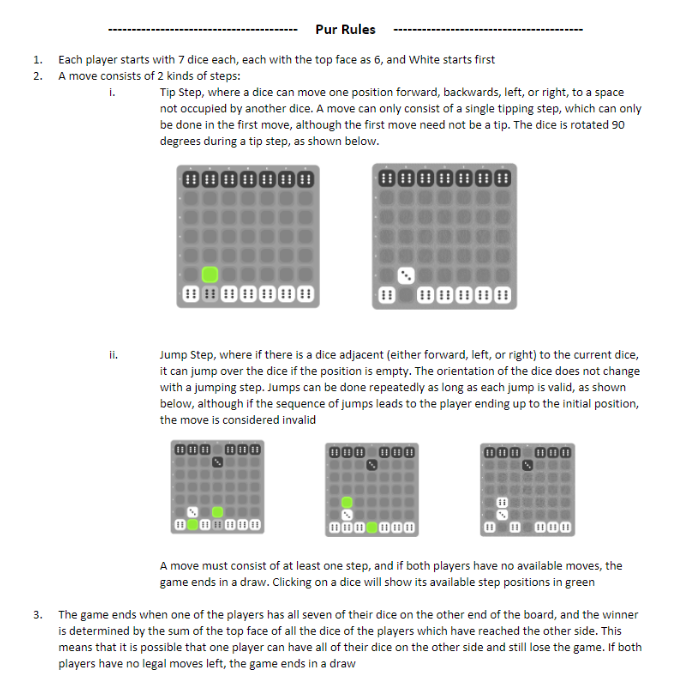 ---------------------------------------- Pur Rules ----------------------------------------
1. Each player starts with 7 dice each, each with the top face as 6, and White starts first
2. A move consists of 2 kinds of steps:
i. Tip Step, where a dice can move one position forward, backwards, left, or right, to a space
not occupied by another dice. A move can only consist of a single tipping step, which can only
be done in the first move, although the first move need not be a tip. The dice is rotated 90
degrees during a tip step, as shown below.
ii. Jump Step, where if there is a dice adjacent (either forward, left, or right) to the current dice,
it can jump over the dice if the position is empty. The orientation of the dice does not change
with a jumping step. Jumps can be done repeatedly as long as each jump is valid, as shown
below, although if the sequence of jumps leads to the player ending up to the initial position,
the move is considered invalid
A move must consist of at least one step, and if both players have no available moves, the
game ends in a draw. Clicking on a dice will show its available step positions in green
3. The game ends when one of the players has all seven of their dice on the other end of the board, and the winner
is determined by the sum of the top face of all the dice of the players which have reached the other side. This
means that it is possible that one player can have all of their dice on the other side and still lose the game. If both
players have no legal moves left, the game ends in a draw